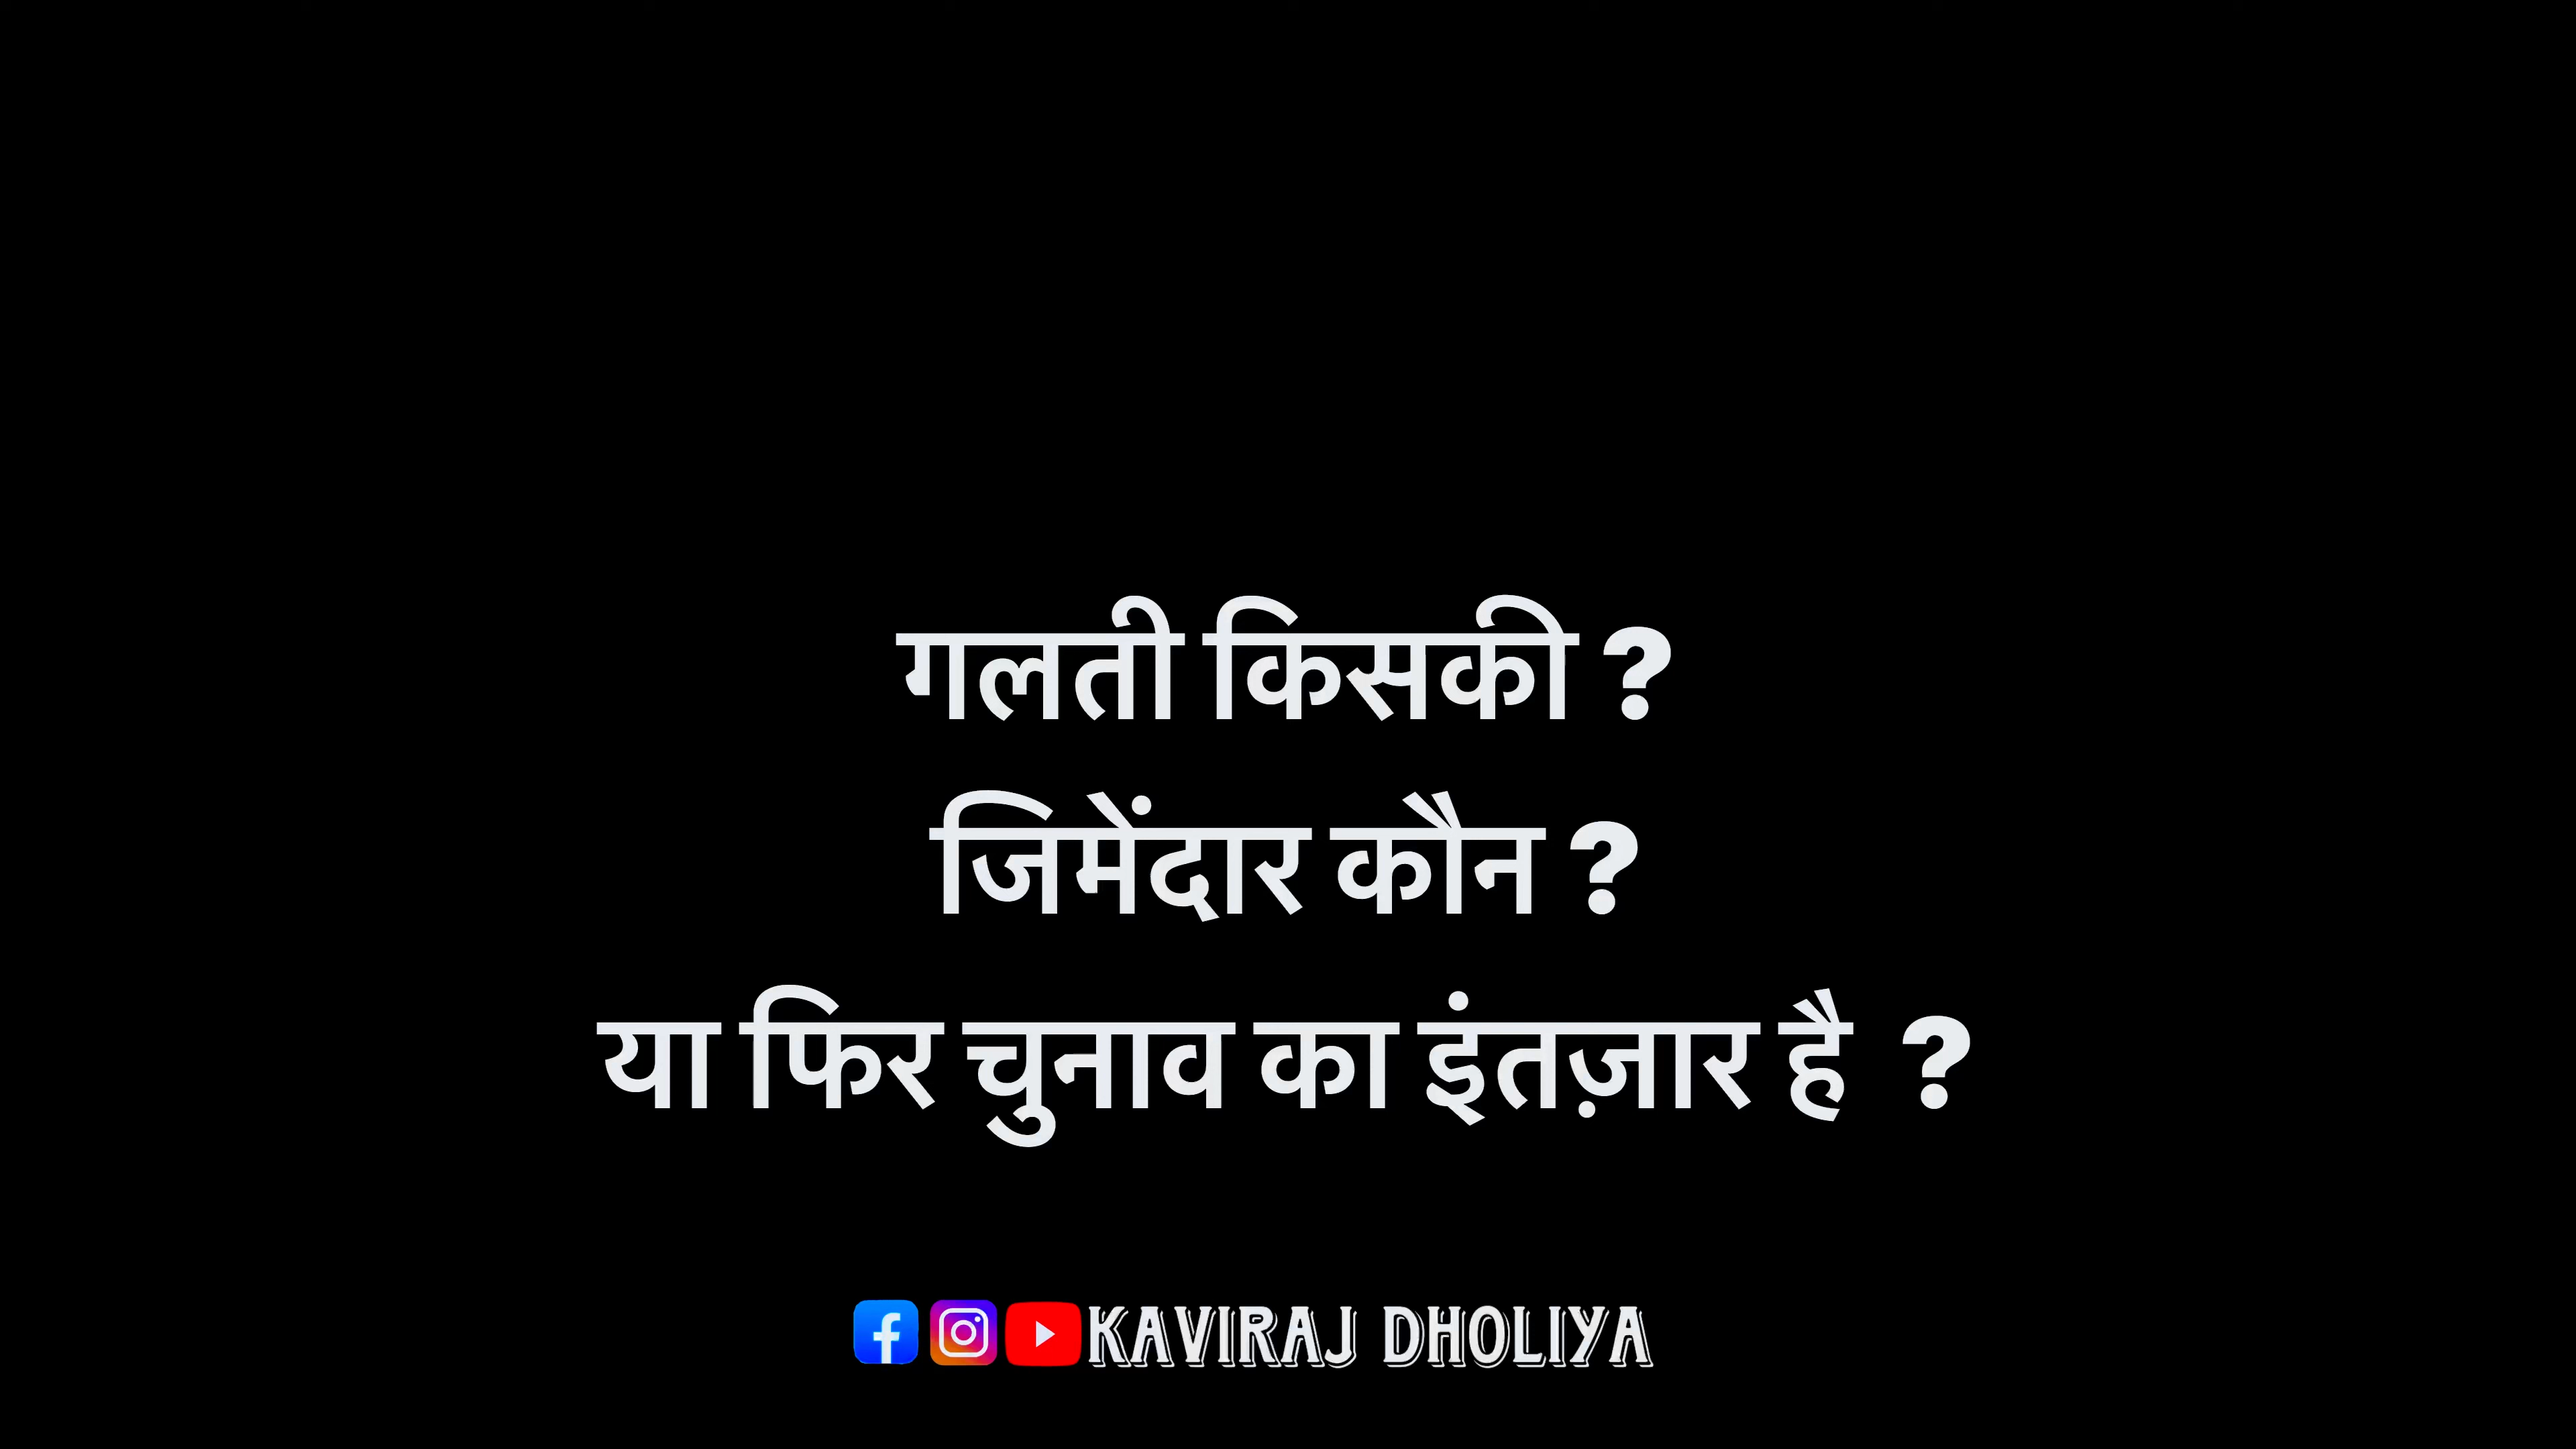 गलती किसकी ?
जिमेंदार कौन ?
या फिर चुनाव का इंतज़ार है ?
KAVIRAJ DHOLIYA